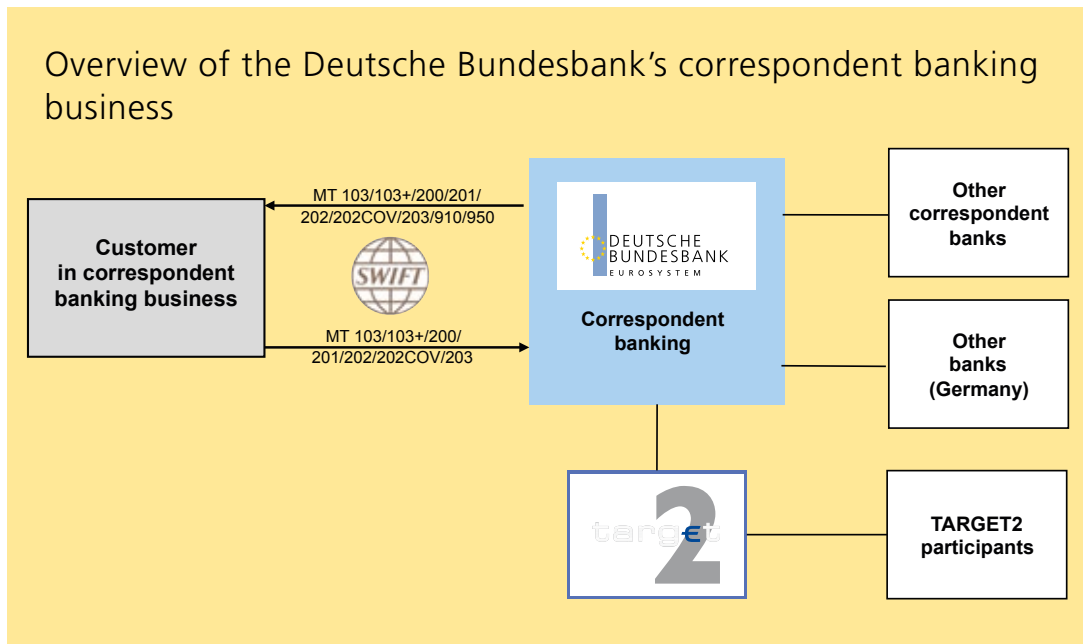 Overview of the Deutsche Bundesbank's correspondent banking
business
MT 103/103+/200/201/
202/202COV/203/910/950
Customer
in correspondent
banking business
SWIFT
MT 103/103+/200/
201/202/202COV/203
DEUTSCHE
BUNDESBANK
EUROSYSTEM
Correspondent
banking
Other
correspondent
banks
Other
banks
(Germany)
target
2
TARGET2
participants